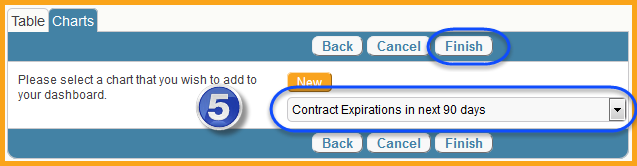 Table Charts
Back Cancel Finish
Please select a chart that you wish to add to
your dashboard.
New
5
Contract Expirations in next 90 days
Back Cancel Finish